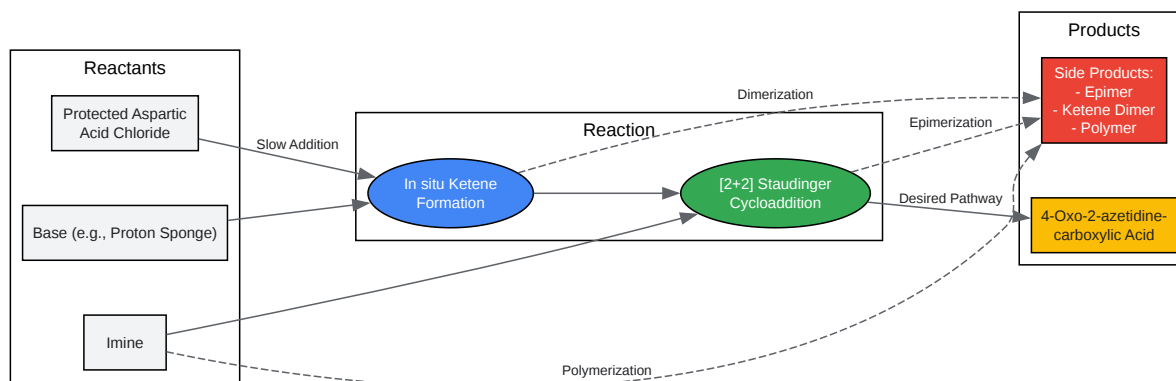 Reactants
Protected Aspartic
Acid Chloride
Base (e.g., Proton Sponge)
Imine
Slow Addition
Reaction
In situ Ketene
Formation
[2+2] Staudinger
Cycloaddition
Dimerization
Epimerization
Desired Pathway
Polymerization
Products
Side Products:
- Epimer
- Ketene Dimer
- Polymer
4-Oxo-2-azetidine-
carboxylic Acid